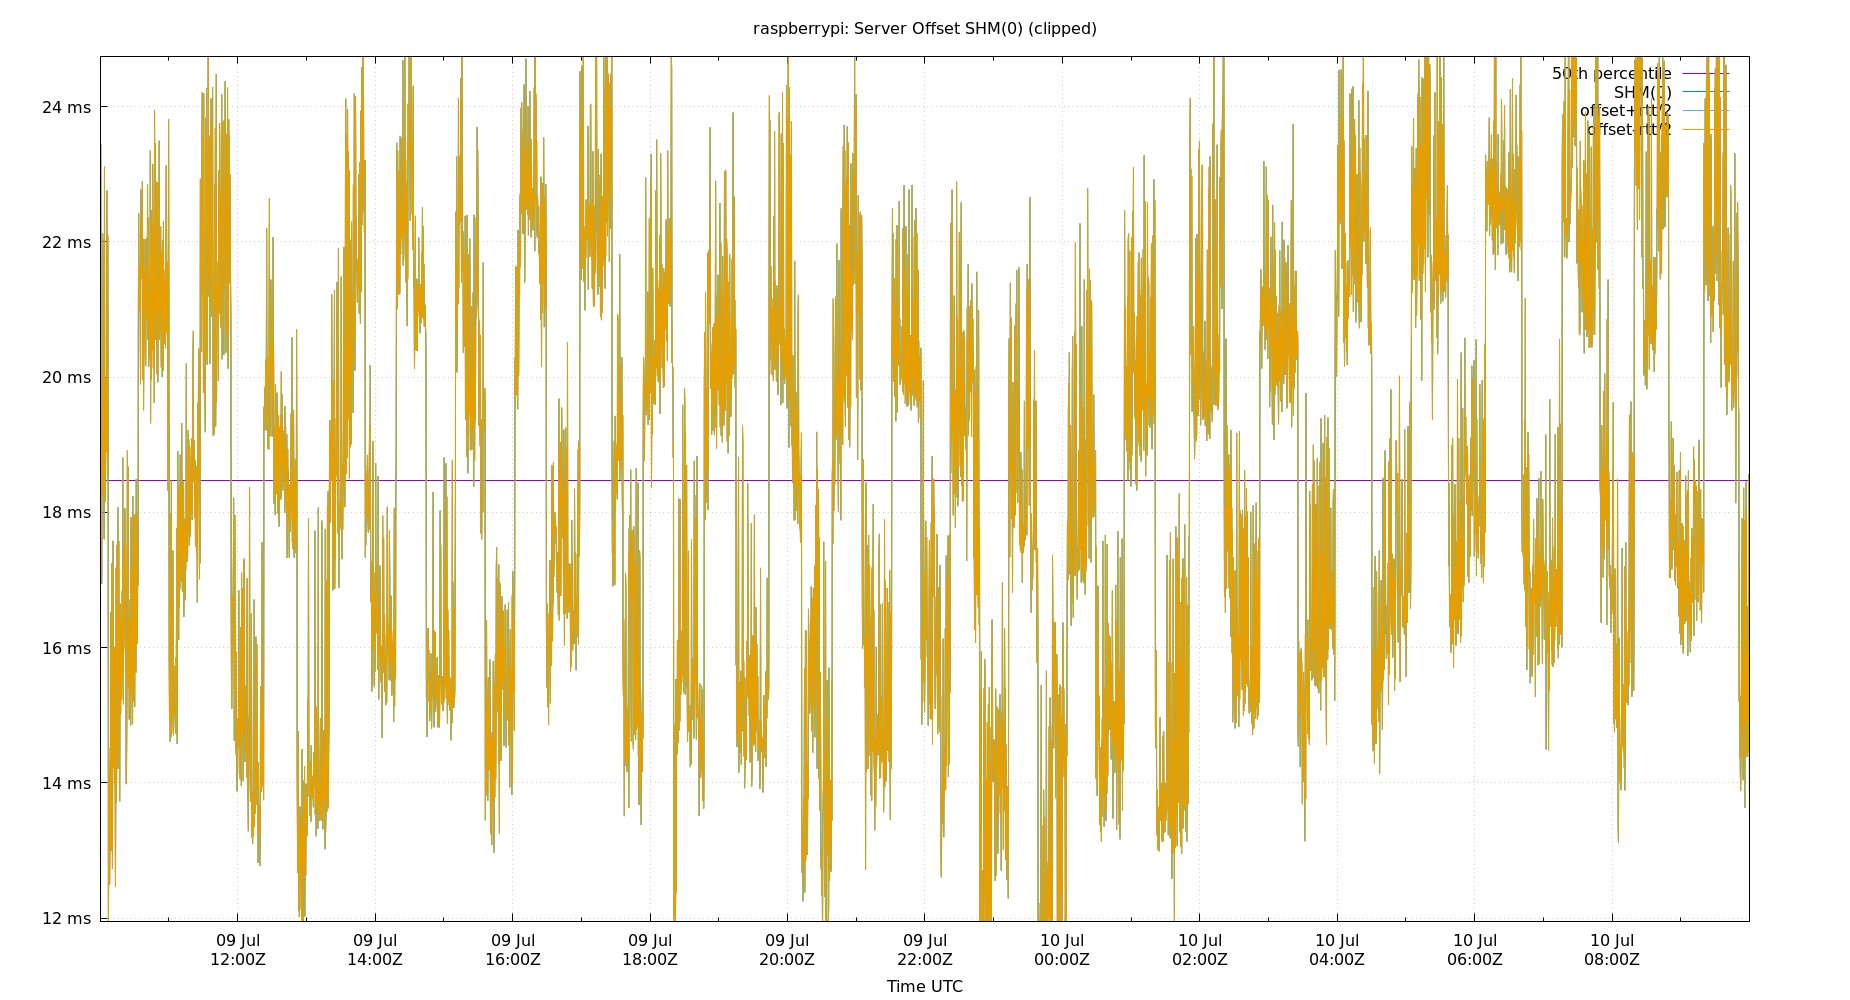 raspberrypi: Server Offset SHM(0) (clipped)
50th percentile
SHM(0)
offset+rtt/2
offset-rtt/2
24 ms
22 ms
20 ms
18 ms
16 ms
14 ms
12 ms
09 Jul 09 Jul 09 Jul 09 Jul 09 Jul 09 Jul 10 Jul 10 Jul 10 Jul 10 Jul 10 Jul
12:00Z 14:00Z 16:00Z 18:00Z 20:00Z 22:00Z 00:00Z 02:00Z 04:00Z 06:00Z 08:00Z
Time UTC